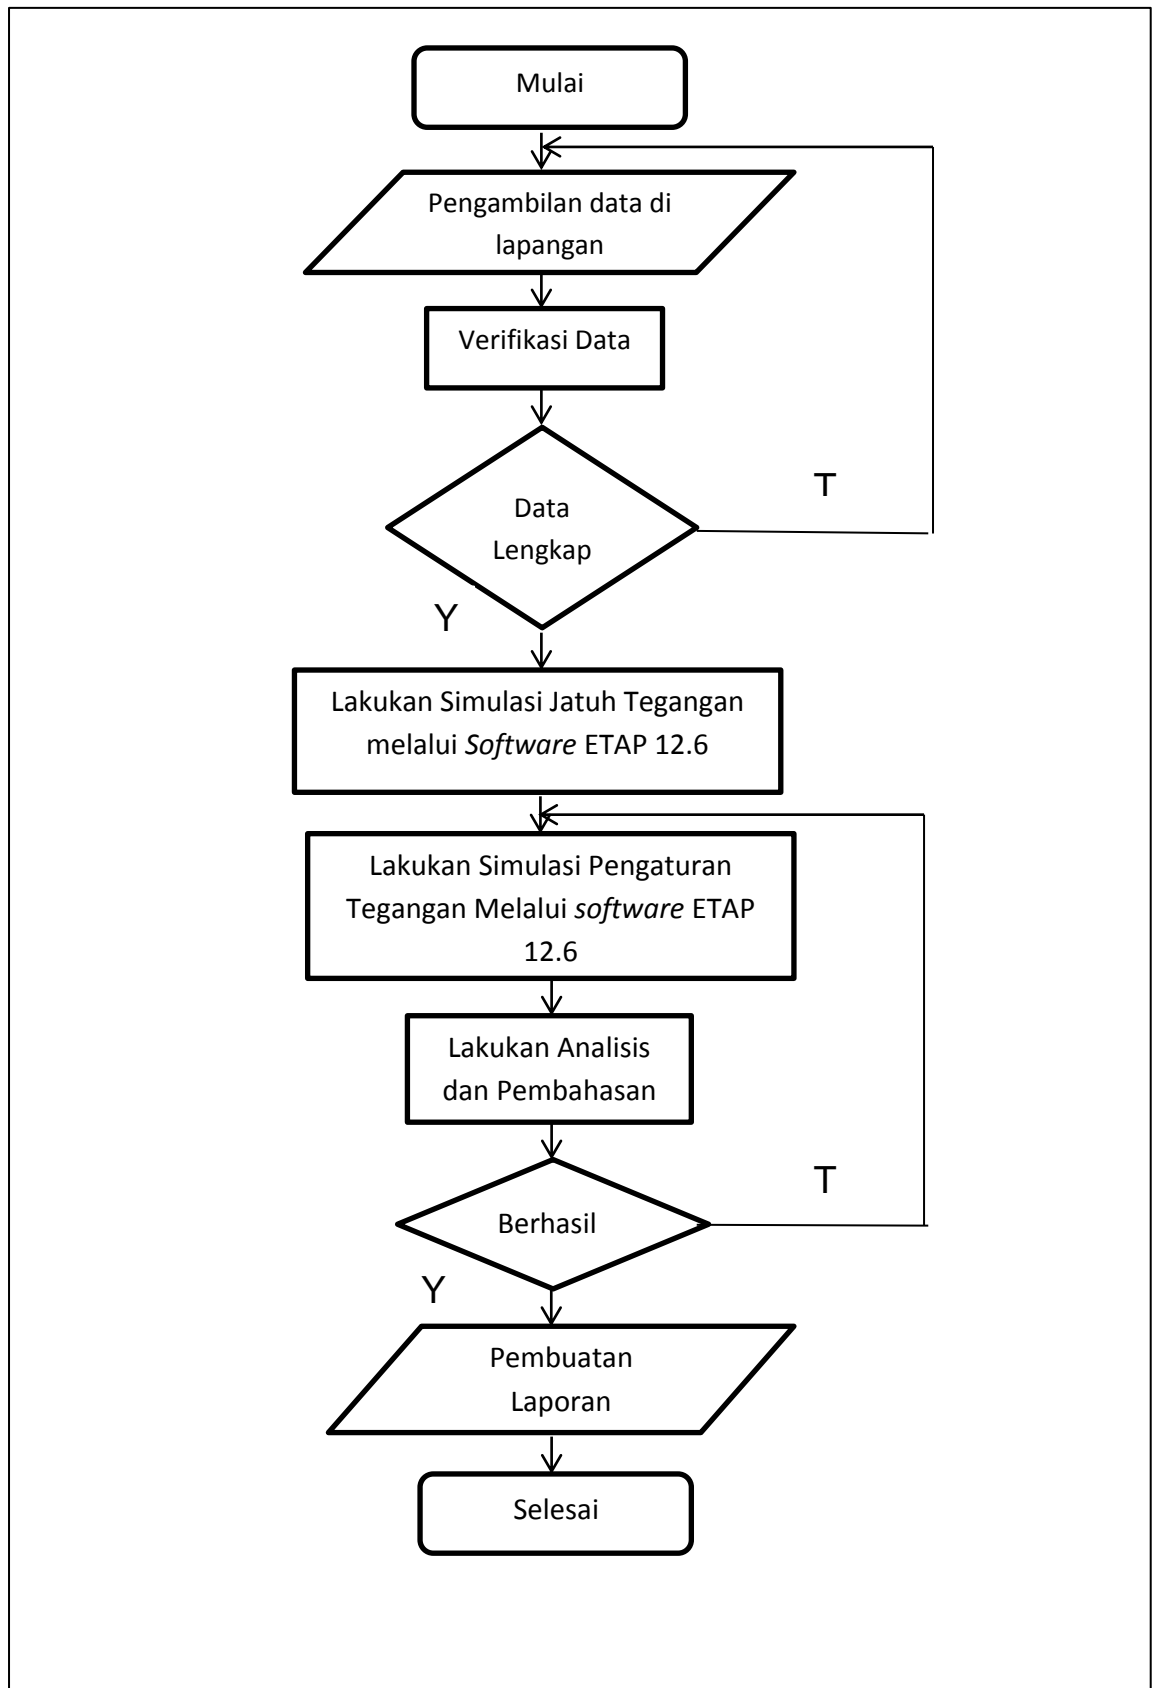 Mulai
Pengambilan data di
lapangan
Verifikasi Data
T
Data
Lengkap
Y
Lakukan Simulasi Jatuh Tegangan
melalui Software ETAP 12.6
Lakukan Simulasi Pengaturan
Tegangan Melalui software ETAP
12.6
Lakukan Analisis
dan Pembahasan
T
Berhasil
Y
Pembuatan
Laporan
Selesai